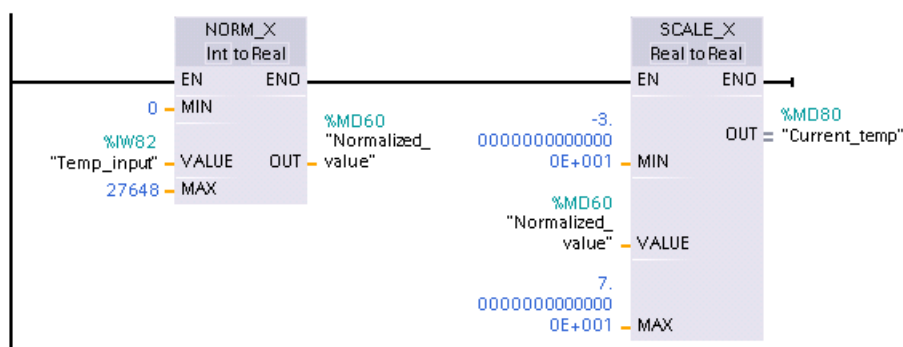 NORM_X
Int to Real
EN ENO
0 MIN
%IW82
"Temp_input" VALUE
27648 MAX
OUT
%MD60
"Normalized_
value"
SCALE_X
Real to Real
EN ENO
-3.
0000000000000
0E+001 MIN
%MD60
"Normalized_
value" VALUE
7.
0000000000000
0E+001 MAX
OUT
%MD80
"Current_temp"